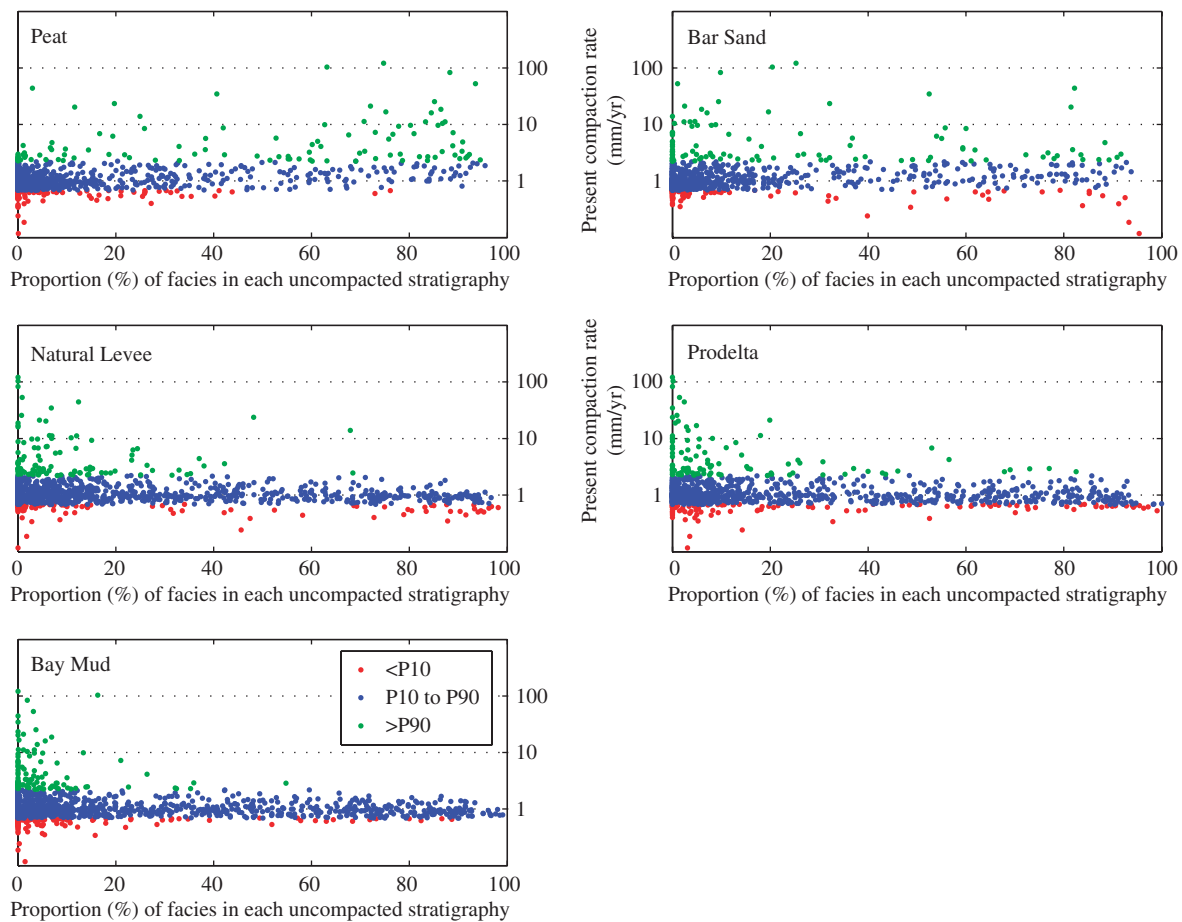 Peat
100
10
1
0 20 40 60 80 100
Proportion (%) of facies in each uncompacted stratigraphy
Bar Sand
Present compaction rate
(mm/yr)
100
10
1
0 20 40 60 80 100
Proportion (%) of facies in each uncompacted stratigraphy
Natural Levee
100
10
1
0 20 40 60 80 100
Proportion (%) of facies in each uncompacted stratigraphy
Prodelta
Present compaction rate
(mm/yr)
100
10
1
0 20 40 60 80 100
Proportion (%) of facies in each uncompacted stratigraphy
Bay Mud
<P10
P10 to P90
>P90
100
10
1
0 20 40 60 80 100
Proportion (%) of facies in each uncompacted stratigraphy